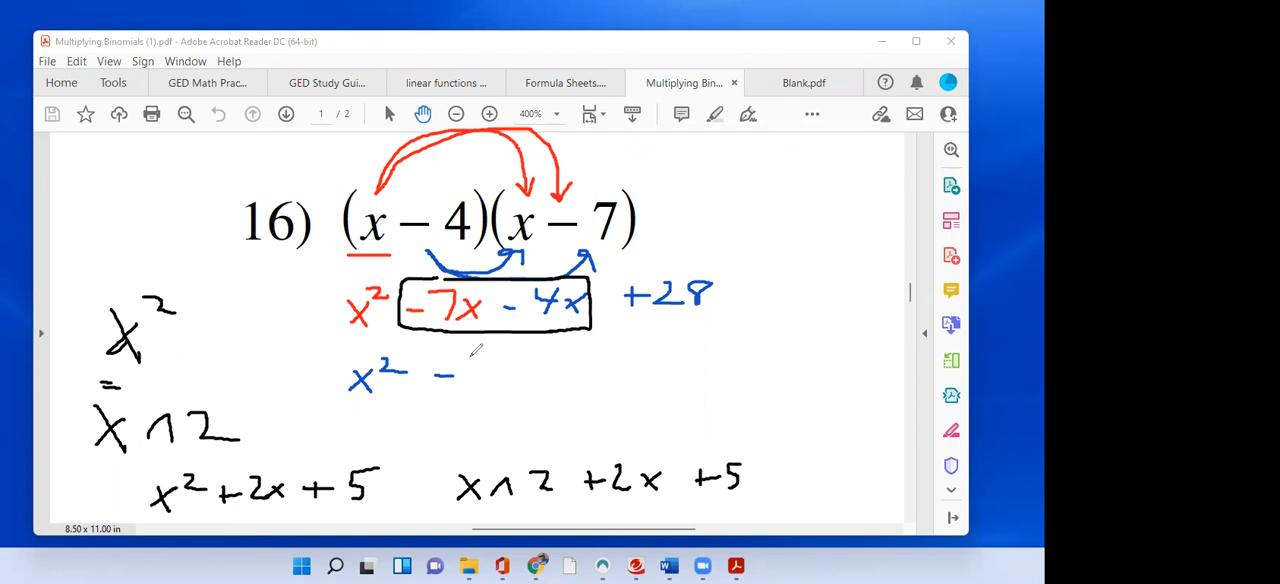 Multiplying Binomials (1).pdf - Adobe Acrobat Reader DC (64-bit)
File Edit View Sign Window Help
Home Tools GED Math Prac... GED Study Gui... linear functions ... Formula Sheets.... Multiplying Bin... × Blank.pdf
1 / 2 400%
16) (x − 4)(x − 7)
x² - 7x - 4x + 28
x² -
x²
=
x ^ 2
x² + 2x + 5 x ^ 2 + 2x + 5
8.50 x 11.00 in